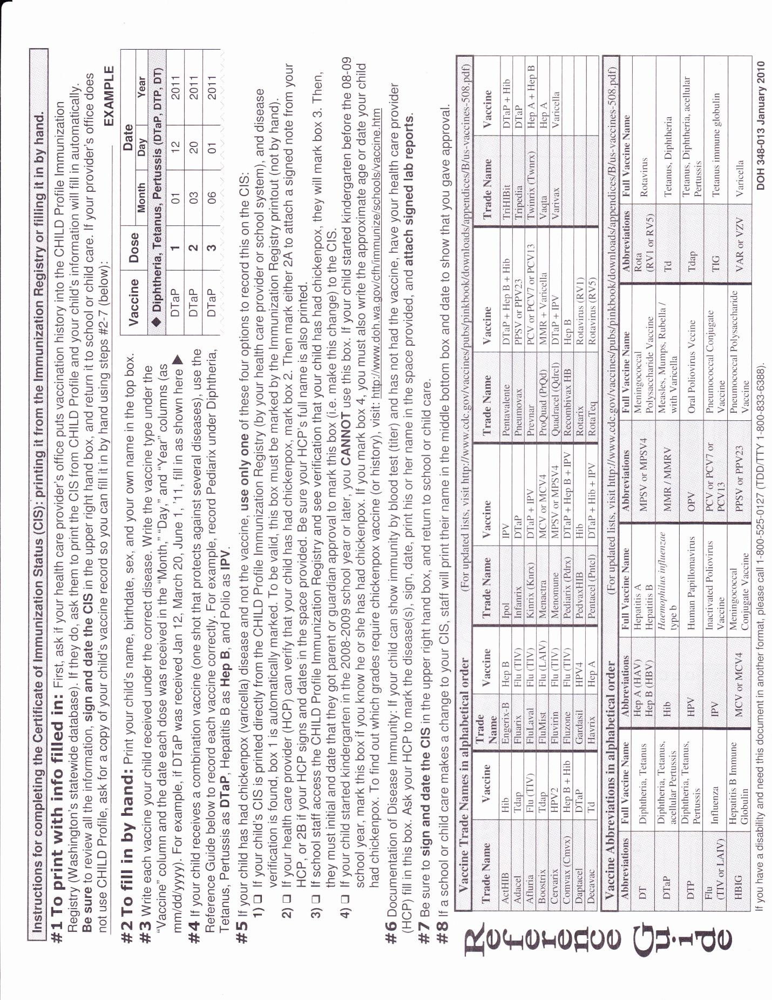 Instructions for completing the Certificate of Immunization Status (CIS): printing it from the Immunization Registry or filling it in by hand.
#1 To print with info filled in: First, ask if your health care provider's office puts vaccination history into the CHILD Profile Immunization
Registry (Washington's statewide database). If they do, ask them to print the CIS from CHILD Profile and your child's information will fill in automatically.
Be sure to review all the information, sign and date the CIS in the upper right hand box, and return it to school or child care. If your provider's office does
not use CHILD Profile, ask for a copy of your child's vaccine record so you can fill it in by hand using steps #2-7 (below):
EXAMPLE
#2 To fill in by hand: Print your child's name, birthdate, sex, and your own name in the top box.
#3 Write each vaccine your child received under the correct disease. Write the vaccine type under the
"Vaccine" column and the date each dose was received in the "Month," "Day," and "Year" columns (as
mm/dd/yyyy). For example, if DTaP was received Jan 12, March 20, June 1, '11, fill in as shown here ▶
#4 If your child receives a combination vaccine (one shot that protects against several diseases), use the
Reference Guide below to record each vaccine correctly. For example, record Pediarix under Diphtheria,
Tetanus, Pertussis as DTaP, Hepatitis B as Hep B, and Polio as IPV.
Vaccine Dose Date
Month Day Year
◆ Diphtheria, Tetanus, Pertussis (DTaP, DTP, DT)
DTaP 1 01 12 2011
DTaP 2 03 20 2011
DTaP 3 06 01 2011
#5 If your child has had chickenpox (varicella) disease and not the vaccine, use only one of these four options to record this on the CIS:
1) ❑ If your child's CIS is printed directly from the CHILD Profile Immunization Registry (by your health care provider or school system), and disease
verification is found, box 1 is automatically marked. To be valid, this box must be marked by the Immunization Registry printout (not by hand).
2) ❑ If your health care provider (HCP) can verify that your child has had chickenpox, mark box 2. Then mark either 2A to attach a signed note from your
HCP, or 2B if your HCP signs and dates in the space provided. Be sure your HCP's full name is also printed.
3) ❑ If school staff access the CHILD Profile Immunization Registry and see verification that your child has had chickenpox, they will mark box 3. Then,
they must initial and date that they got parent or guardian approval to mark this box (i.e. make this change) to the CIS.
4) ❑ If your child started kindergarten in the 2008-2009 school year or later, you CANNOT use this box. If your child started kindergarten before the 08-09
school year, mark this box if you know he or she has had chickenpox. If you mark box 4, you must also write the approximate age or date your child
had chickenpox. To find out which grades require chickenpox vaccine (or history), visit: http://www.doh.wa.gov/cfh/immunize/schools/vaccine.htm
#6 Documentation of Disease Immunity: If your child can show immunity by blood test (titer) and has not had the vaccine, have your health care provider
(HCP) fill in this box. Ask your HCP to mark the disease(s), sign, date, print his or her name in the space provided, and attach signed lab reports.
#7 Be sure to sign and date the CIS in the upper right hand box, and return to school or child care.
#8 If a school or child care makes a change to your CIS, staff will print their name in the middle bottom box and date to show that you gave approval.
Reference Guide
Vaccine Trade Names in alphabetical order (For updated lists, visit http://www.cdc.gov/vaccines/pubs/pinkbook/downloads/appendices/B/us-vaccines-508.pdf)
Trade Name Vaccine Trade Name Vaccine Trade Name Vaccine Trade Name Vaccine Trade Name Vaccine
ActHIB Hib Engerix-B Hep B Ipol IPV Pentavalente DTaP + Hep B + Hib TriHIBit DTaP + Hib
Adacel Tdap Fluarix Flu (TIV) Infanrix DTaP Pneumovax PPSV or PPV23 Tripedia DTaP
Afluria Flu (TIV) FluLaval Flu (TIV) Kinrix (Knrx) DTaP + IPV Prevnar PCV or PCV7 or PCV13 Twinrix (Twnrx) Hep A + Hep B
Boostrix Tdap FluMist Flu (LAIV) Menactra MCV or MCV4 ProQuad (PrQd) MMR + Varicella Vaqta Hep A
Cervarix HPV2 Fluvirin Flu (TIV) Menomune MPSV or MPSV4 Quadracel (Qdrcl) DTaP + IPV Varivax Varicella
Comvax (Cmvx) Hep B + Hib Fluzone Flu (TIV) Pediarix (Pdrx) DTaP + Hep B + IPV Recombivax HB Hep B
Daptacel DTaP Gardasil HPV4 PedvaxHIB Hib Rotarix Rotavirus (RV1)
Decavac Td Havrix Hep A Pentacel (Pntcl) DTaP + Hib + IPV RotaTeq Rotavirus (RV5)
Vaccine Abbreviations in alphabetical order (For updated lists, visit http://www.cdc.gov/vaccines/pubs/pinkbook/downloads/appendices/B/us-vaccines-508.pdf)
Abbreviations Full Vaccine Name Abbreviations Full Vaccine Name Abbreviations Full Vaccine Name Abbreviations Full Vaccine Name
DT Diphtheria, Tetanus Hep A (HAV) Hep B (HBV) Hepatitis A Hepatitis B MPSV or MPSV4 Meningococcal Polysaccharide Vaccine Rota (RV1 or RV5) Rotavirus
DTaP Diphtheria, Tetanus, acellular Pertussis Hib Haemophilus influenzae type b MMR / MMRV Measles, Mumps, Rubella / with Varicella Td Tetanus, Diphtheria
DTP Diphtheria, Tetanus, Pertussis HPV Human Papillomavirus OPV Oral Poliovirus Vccine Tdap Tetanus, Diphtheria, acellular Pertussis
Flu (TIV or LAIV) Influenza IPV Inactivated Poliovirus Vaccine PCV or PCV7 or PCV13 Pneumococcal Conjugate Vaccine TIG Tetanus immune globulin
HBIG Hepatitis B Immune Globulin MCV or MCV4 Meningococcal Conjugate Vaccine PPSV or PPV23 Pneumococcal Polysaccharide Vaccine VAR or VZV Varicella
If you have a disability and need this document in another format, please call 1-800-525-0127 (TDD/TTY 1-800-833-6388).
DOH 348-013 January 2010